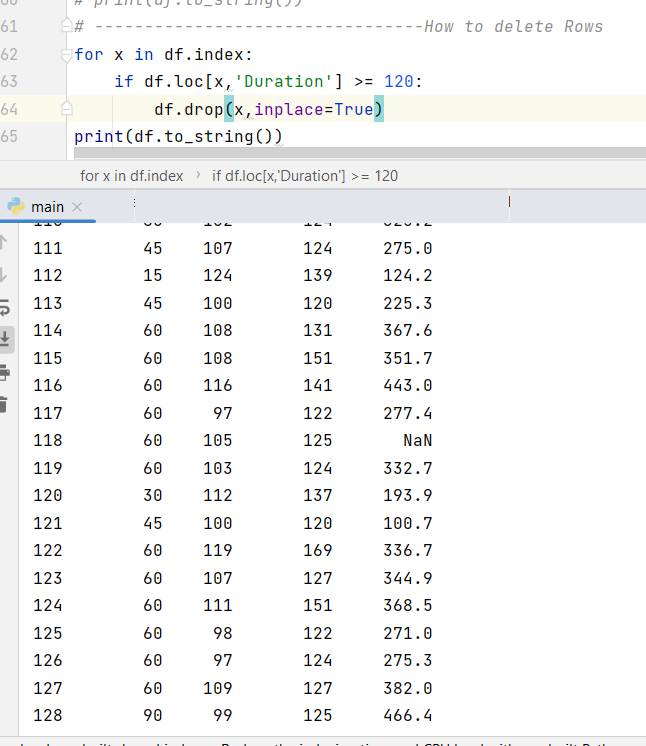 # print(df.to_string())
61 # ---------------------------------How to delete Rows
62 for x in df.index:
63 if df.loc[x,'Duration'] >= 120:
64 df.drop(x,inplace=True)
65 print(df.to_string())
for x in df.index › if df.loc[x,'Duration'] >= 120
main ×
111 45 107 124 275.0
112 15 124 139 124.2
113 45 100 120 225.3
114 60 108 131 367.6
115 60 108 151 351.7
116 60 116 141 443.0
117 60 97 122 277.4
118 60 105 125 NaN
119 60 103 124 332.7
120 30 112 137 193.9
121 45 100 120 100.7
122 60 119 169 336.7
123 60 107 127 344.9
124 60 111 151 368.5
125 60 98 122 271.0
126 60 97 124 275.3
127 60 109 127 382.0
128 90 99 125 466.4